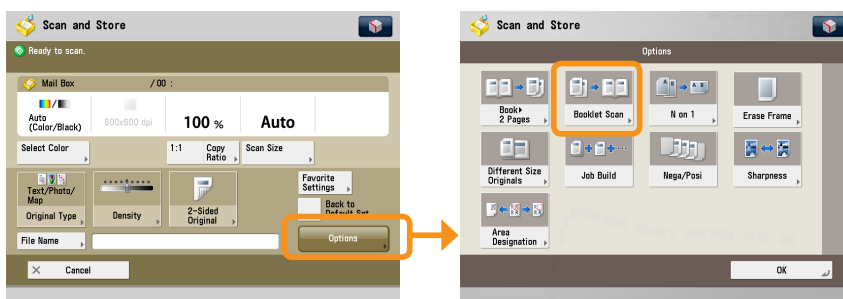 Scan and Store
Ready to scan.
Mail Box /00 :
Auto
(Color/Black)
600x600 dpi
100 %
Auto
Select Color
1:1 Copy
Ratio
Scan Size
Text/Photo/
Map
Original Type
Density
2-Sided
Original
Favorite
Settings
Back to
Default Set.
File Name
Options
Cancel
Scan and Store
Options
Book▸
2 Pages
Booklet Scan
N on 1
Erase Frame
Different Size
Originals
Job Build
Nega/Posi
Sharpness
Area
Designation
OK